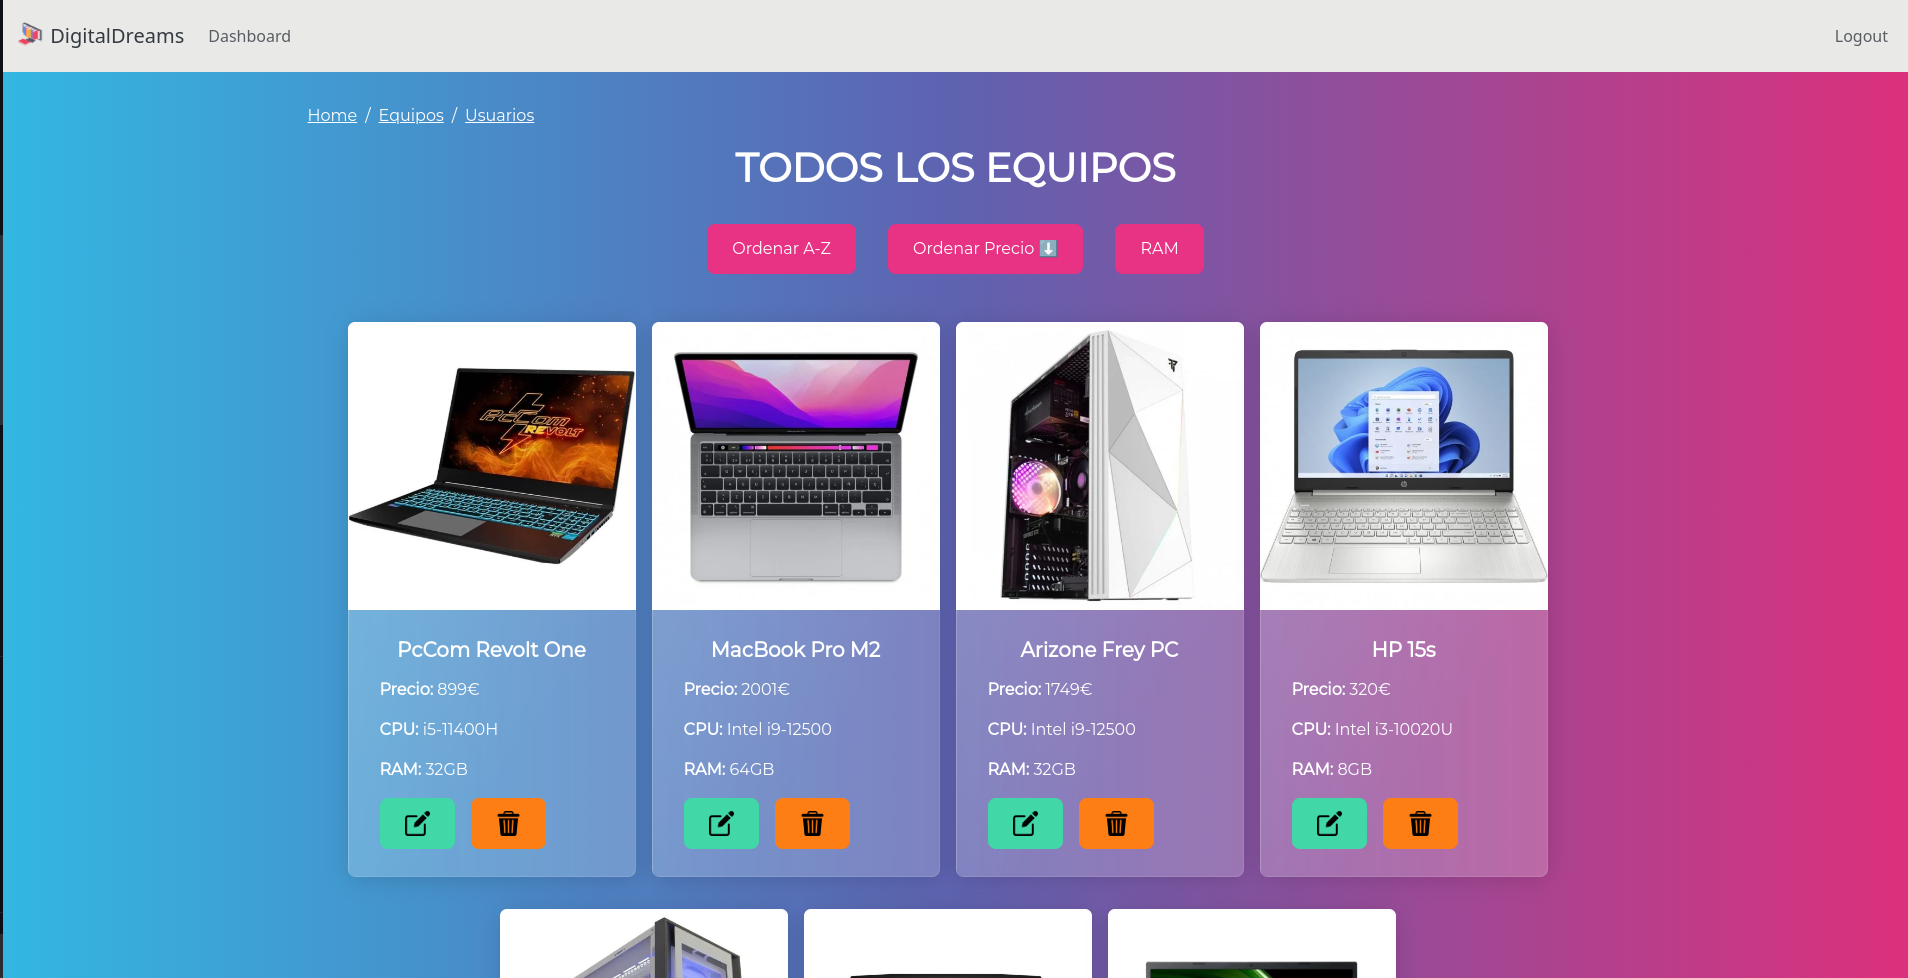 DigitalDreams Dashboard Logout
Home / Equipos / Usuarios
TODOS LOS EQUIPOS
Ordenar A-Z Ordenar Precio ⬇️ RAM
PcCom
REVOLT
PcCom Revolt One
Precio: 899€
CPU: i5-11400H
RAM: 32GB
MacBook Pro M2
Precio: 2001€
CPU: Intel i9-12500
RAM: 64GB
Arizone Frey PC
Precio: 1749€
CPU: Intel i9-12500
RAM: 32GB
HP 15s
Precio: 320€
CPU: Intel i3-10020U
RAM: 8GB